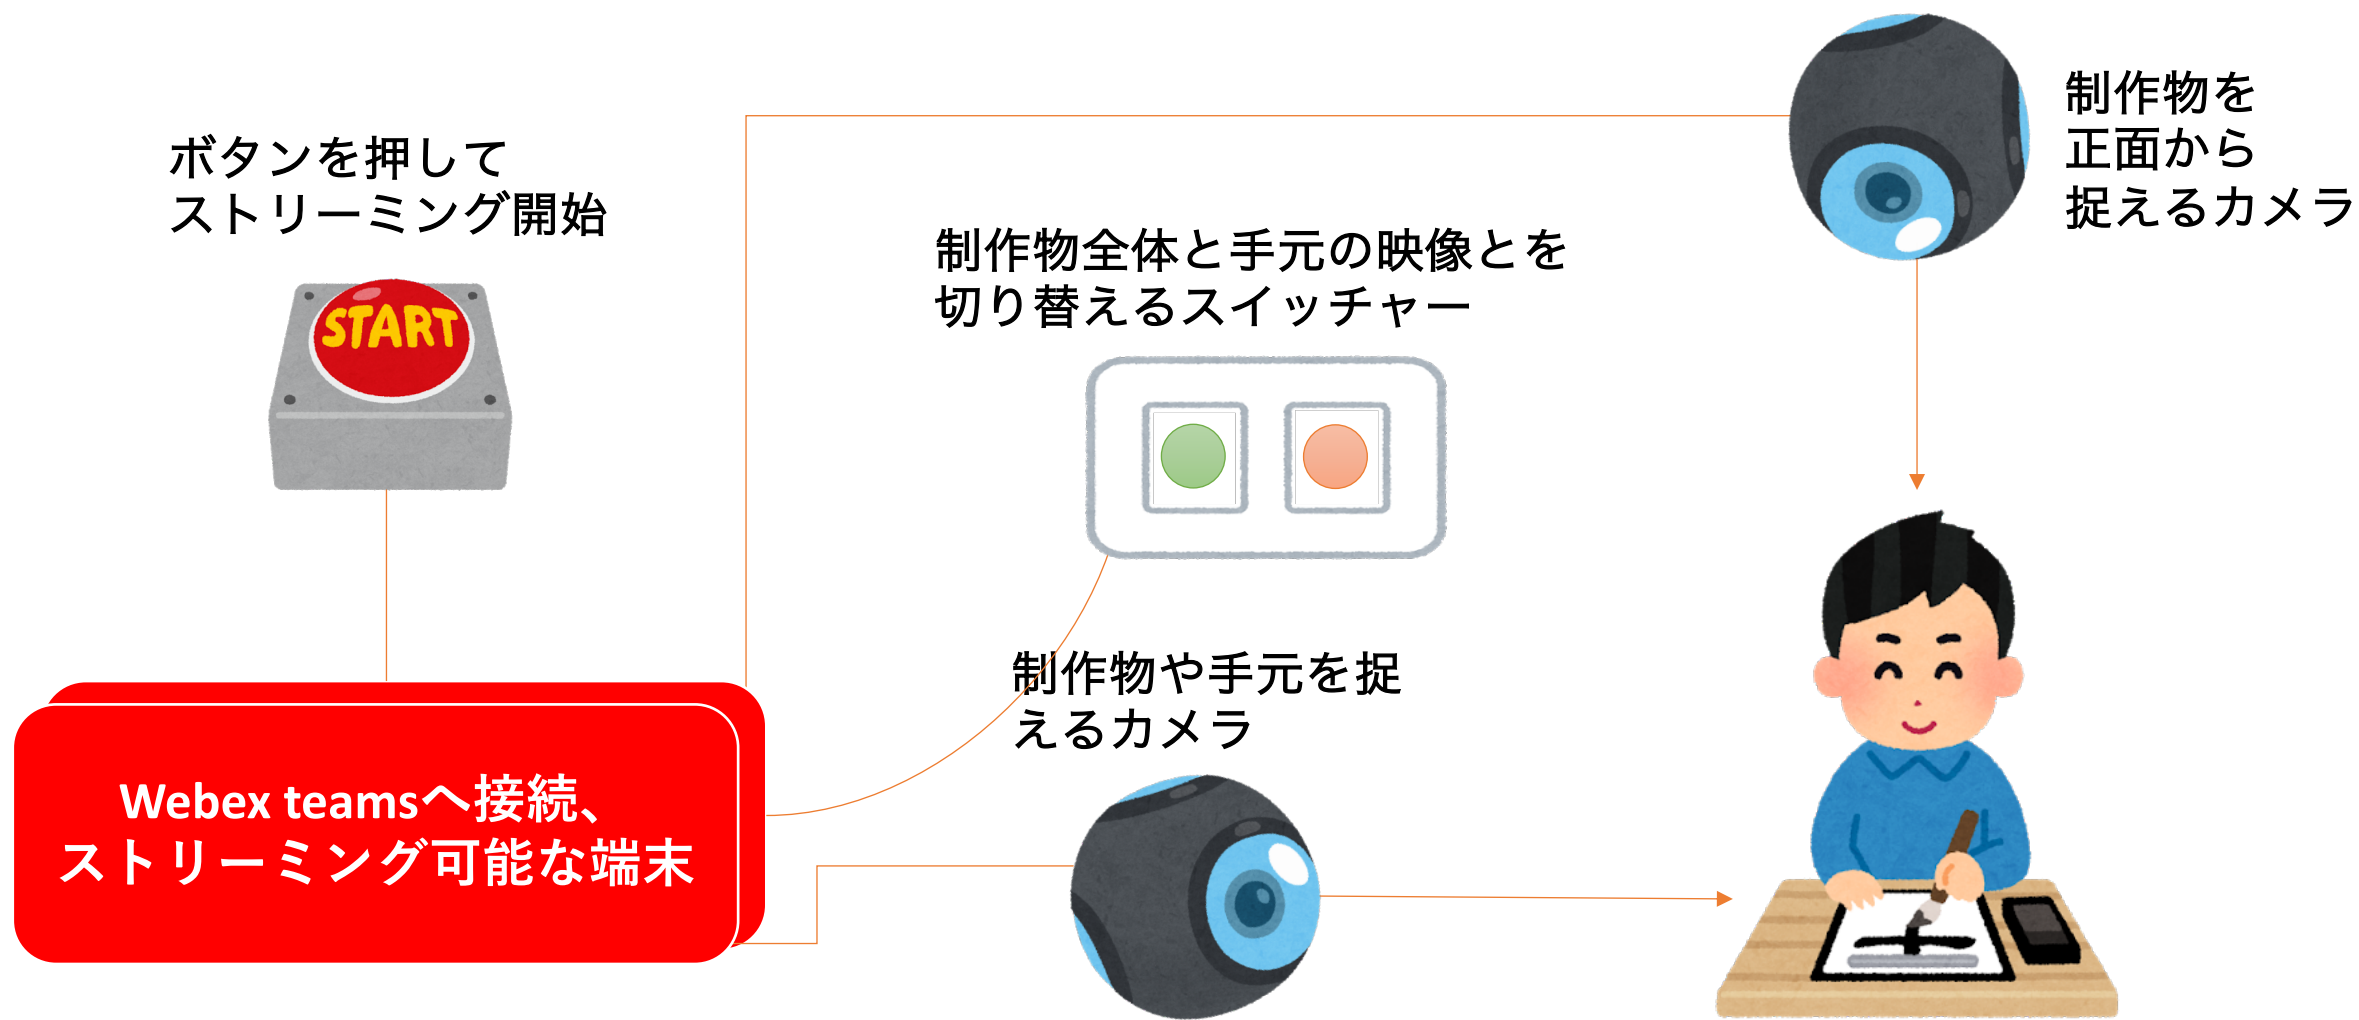 ボタンを押して
ストリーミング開始
START
制作物全体と手元の映像とを
切り替えるスイッチャー
制作物を
正面から
捉えるカメラ
制作物や手元を捉
えるカメラ
Webex teamsへ接続、
ストリーミング可能な端末